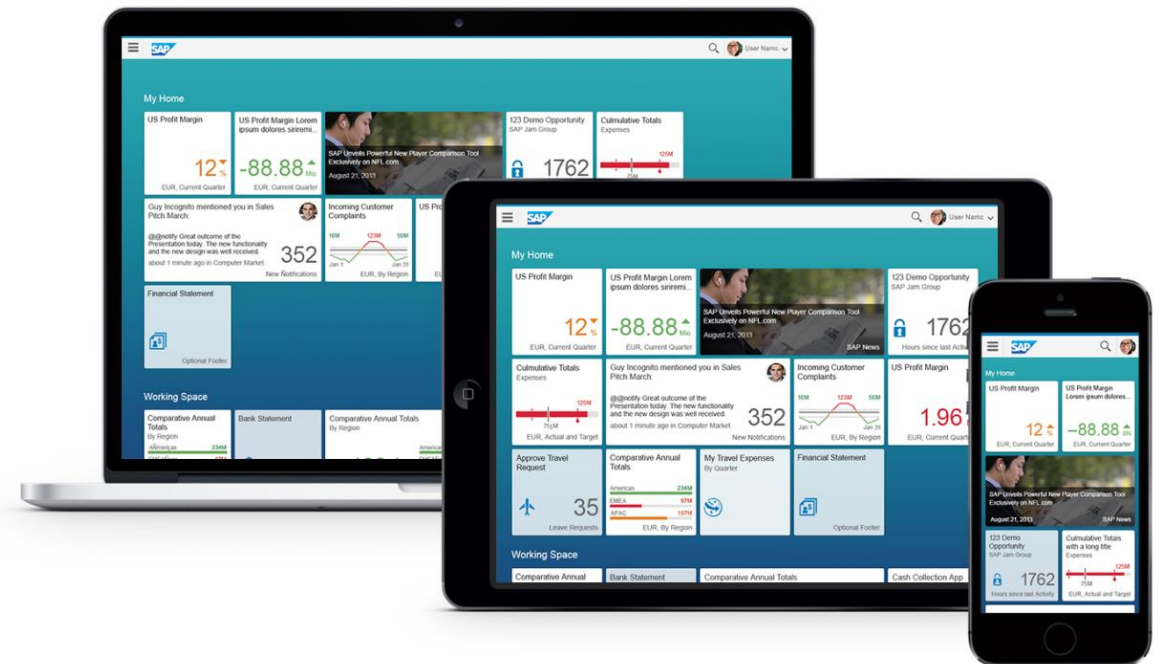 SAP
User Name
My Home
US Profit Margin
12
%
EUR, Current Quarter
US Profit Margin Lorem
ipsum dolores siriremi...
-88.88
Mio
EUR, Current Quarter
SAP Unveils Powerful New Player Comparison Tool
Exclusively on NFL.com
August 21, 2013
123 Demo Opportunity
SAP Jam Group
1762
Culmulative Totals
Expenses
125M
75M
Guy Incognito mentioned you in Sales
Pitch March:
@@notify Great outcome of the
Presentation today. The new functionality
and the new design was well received.
about 1 minute ago in Computer Market
352
New Notifications
Incoming Customer
Complaints
16M 123M 56M
Jan 1 Jan 31
EUR, By Region
US Pro
Financial Statement
Optional Footer
Working Space
Comparative Annual
Totals
By Region
Americas 234M
Bank Statement
Comparative Annual Totals
By Region
SAP
User Name
My Home
US Profit Margin
12
%
EUR, Current Quarter
US Profit Margin Lorem
ipsum dolores siriremi...
-88.88
Mio
EUR, Current Quarter
SAP Unveils Powerful New Player Comparison Tool
Exclusively on NFL.com
August 21, 2013
SAP News
123 Demo Opportunity
SAP Jam Group
1762
Hours since last Activ
Culmulative Totals
Expenses
125M
75M
EUR, Actual and Target
Guy Incognito mentioned you in Sales
Pitch March:
@@notify Great outcome of the
Presentation today. The new functionality
and the new design was well received.
about 1 minute ago in Computer Market
352
New Notifications
Incoming Customer
Complaints
16M 123M 56M
Jan 1 Jan 31
EUR, By Region
US Profit Margin
1.96
EUR, Current Quart
Approve Travel
Request
35
Leave Requests
Comparative Annual
Totals
Americas 234M
EMEA 97M
APAC 197M
EUR, By Region
My Travel Expenses
By Quarter
Financial Statement
Optional Footer
Working Space
Comparative Annual
Bank Statement
Comparative Annual Totals
Cash Collection App
SAP
My Home
US Profit Margin
12
EUR, Current Quarter
US Profit Margin
Lorem ipsum dolores...
-88.88
EUR, Current Quarter
SAP Unveils Powerful New Player Comparison Tool
Exclusively on NFL.com
August 21, 2013
SAP News
123 Demo
Opportunity
SAP Jam Group
1762
Hours since last Activity
Culmulative Totals
with a long title
Expenses
125M
75M
EUR, Actual and Target